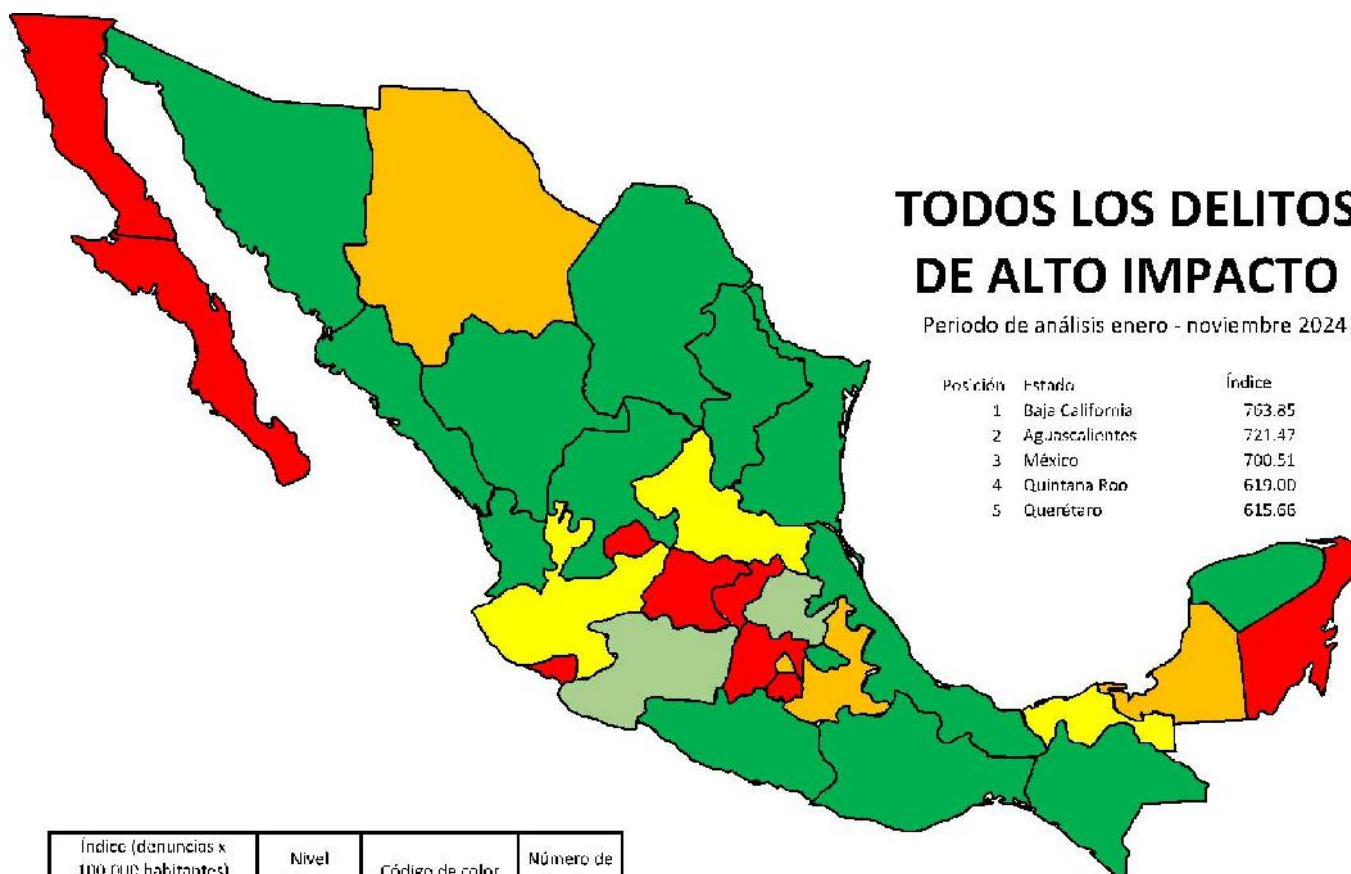 TODOS LOS DELITOS
DE ALTO IMPACTO
Periodo de análisis enero - noviembre 2024
Posición Estado Índice
1 Baja California 763.85
2 Aguascalientes 721.47
3 México 700.51
4 Quintana Roo 619.00
5 Querétaro 615.66
Índice (denuncias x
100,000 habitantes)
Nivel
Código de color
Número de